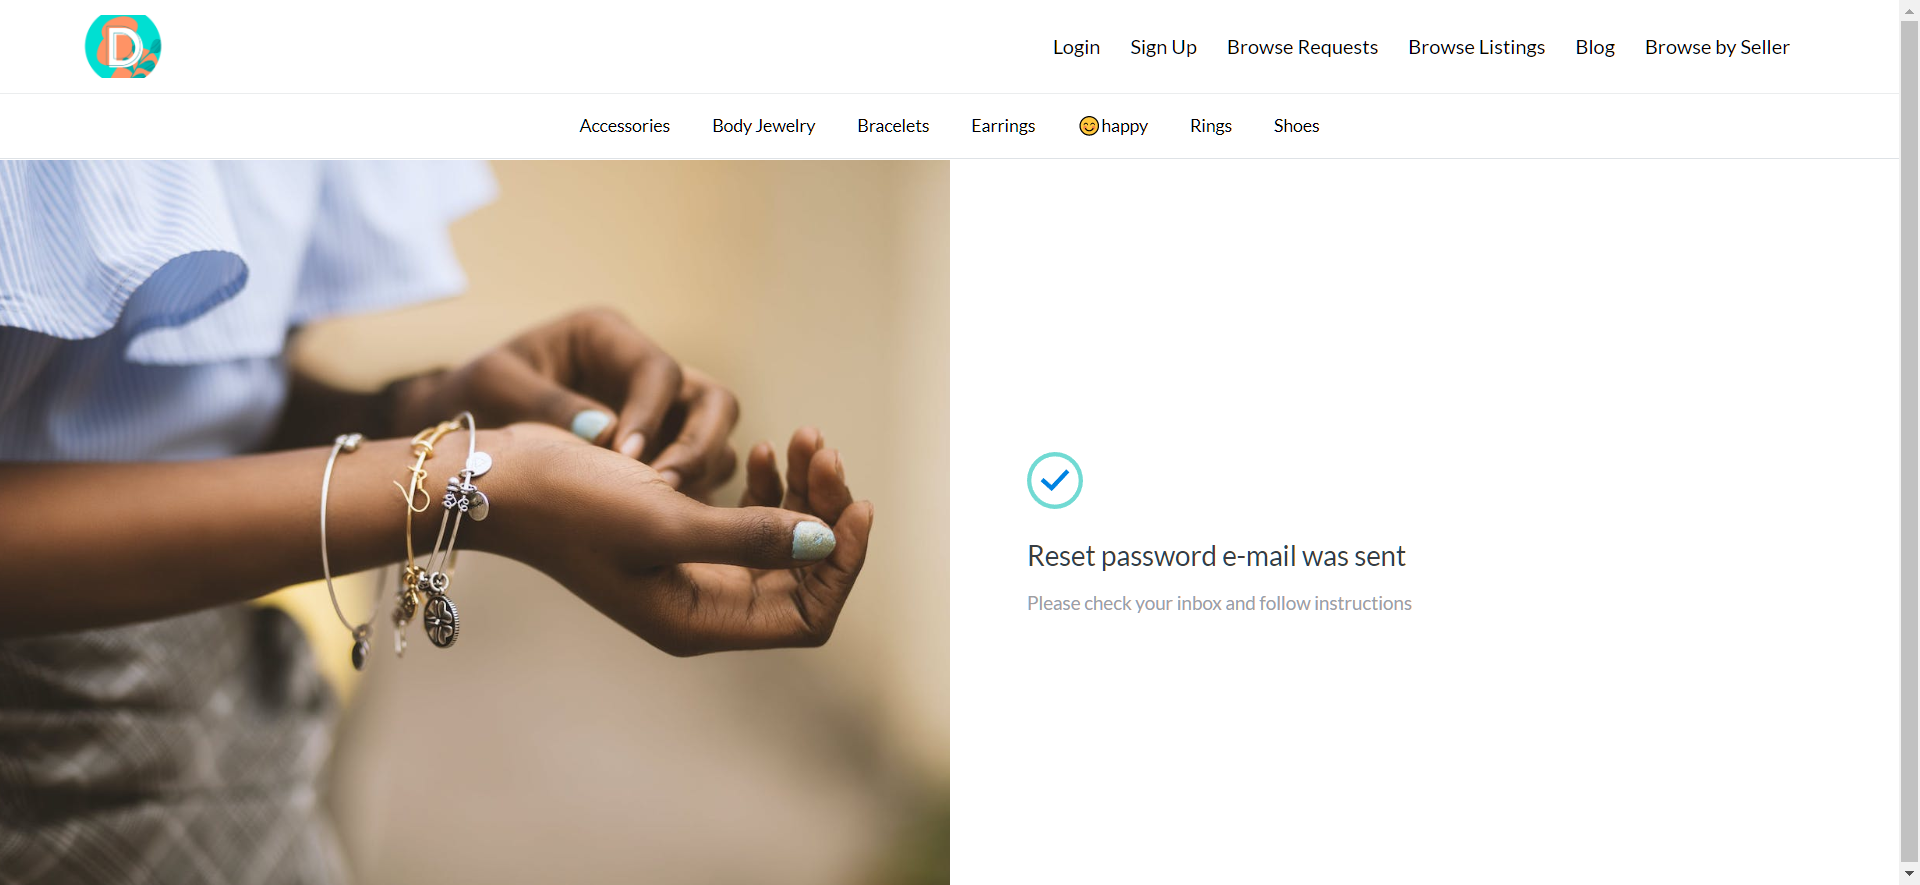 D
Login Sign Up Browse Requests Browse Listings Blog Browse by Seller
Accessories Body Jewelry Bracelets Earrings 😊happy Rings Shoes
Reset password e-mail was sent
Please check your inbox and follow instructions